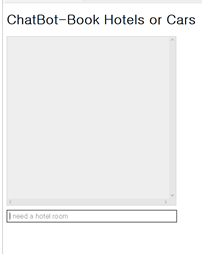 ChatBot-Book Hotels or Cars
I need a hotel room